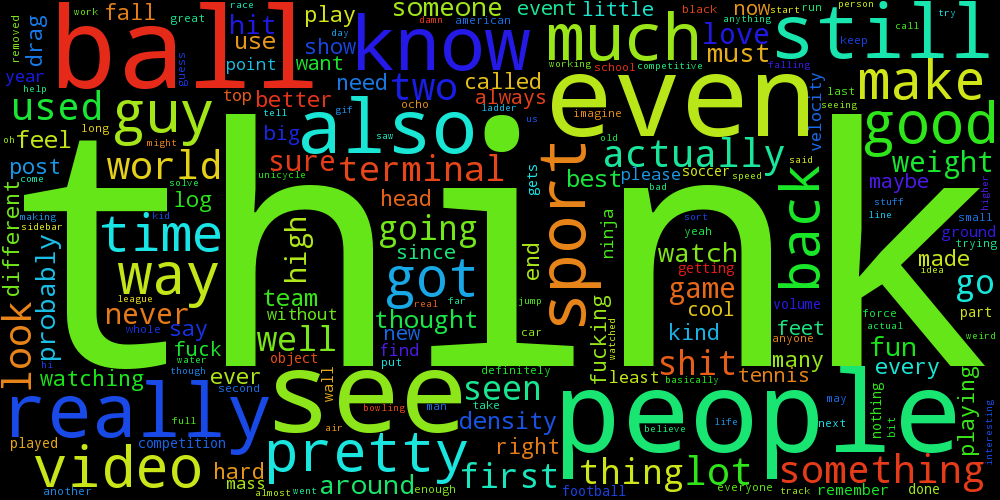 think
ball
know
even
people
see
really
still
much
also
sport
good
make
pretty
video
back
guy
got
way
time
used
world
something
thing
lot
first
well
look
actually
terminal
weight
two
love
must
someone
drag
fall
hit
use
play
show
want
need
called
always
event
little
now
start
run
person
call
try
keep
anything
black
american
race
great
work
removed
help
year
point
top
better
day
damn
guess
school
competitive
working
falling
last
seeing
velocity
feel
long
oh
might
tell
gif
ocho
ladder
us
imagine
big
sure
post
come
solve
unicycle
saw
head
gets
best
please
soccer
speed
bad
old
said
maybe
stuff
line
higher
small
ground
trying
idea
made
go
part
different
making
sidebar
kid
log
probably
high
going
since
end
ninja
sort
yeah
watch
getting
game
cool
kind
shit
volume
feet
anyone
many
force
actual
weird
fun
every
never
league
whole
say
team
without
real
far
jump
car
thought
new
find
put
object
water
though
hi
fuck
watching
ever
second
wall
definitely
seen
take
density
fucking
watched
least
basically
tennis
played
competition
full
air
bowling
man
right
believe
life
may
next
nothing
bit
playing
interesting
hard
mass
another
almost
went
around
enough
football
everyone
track
remember
done